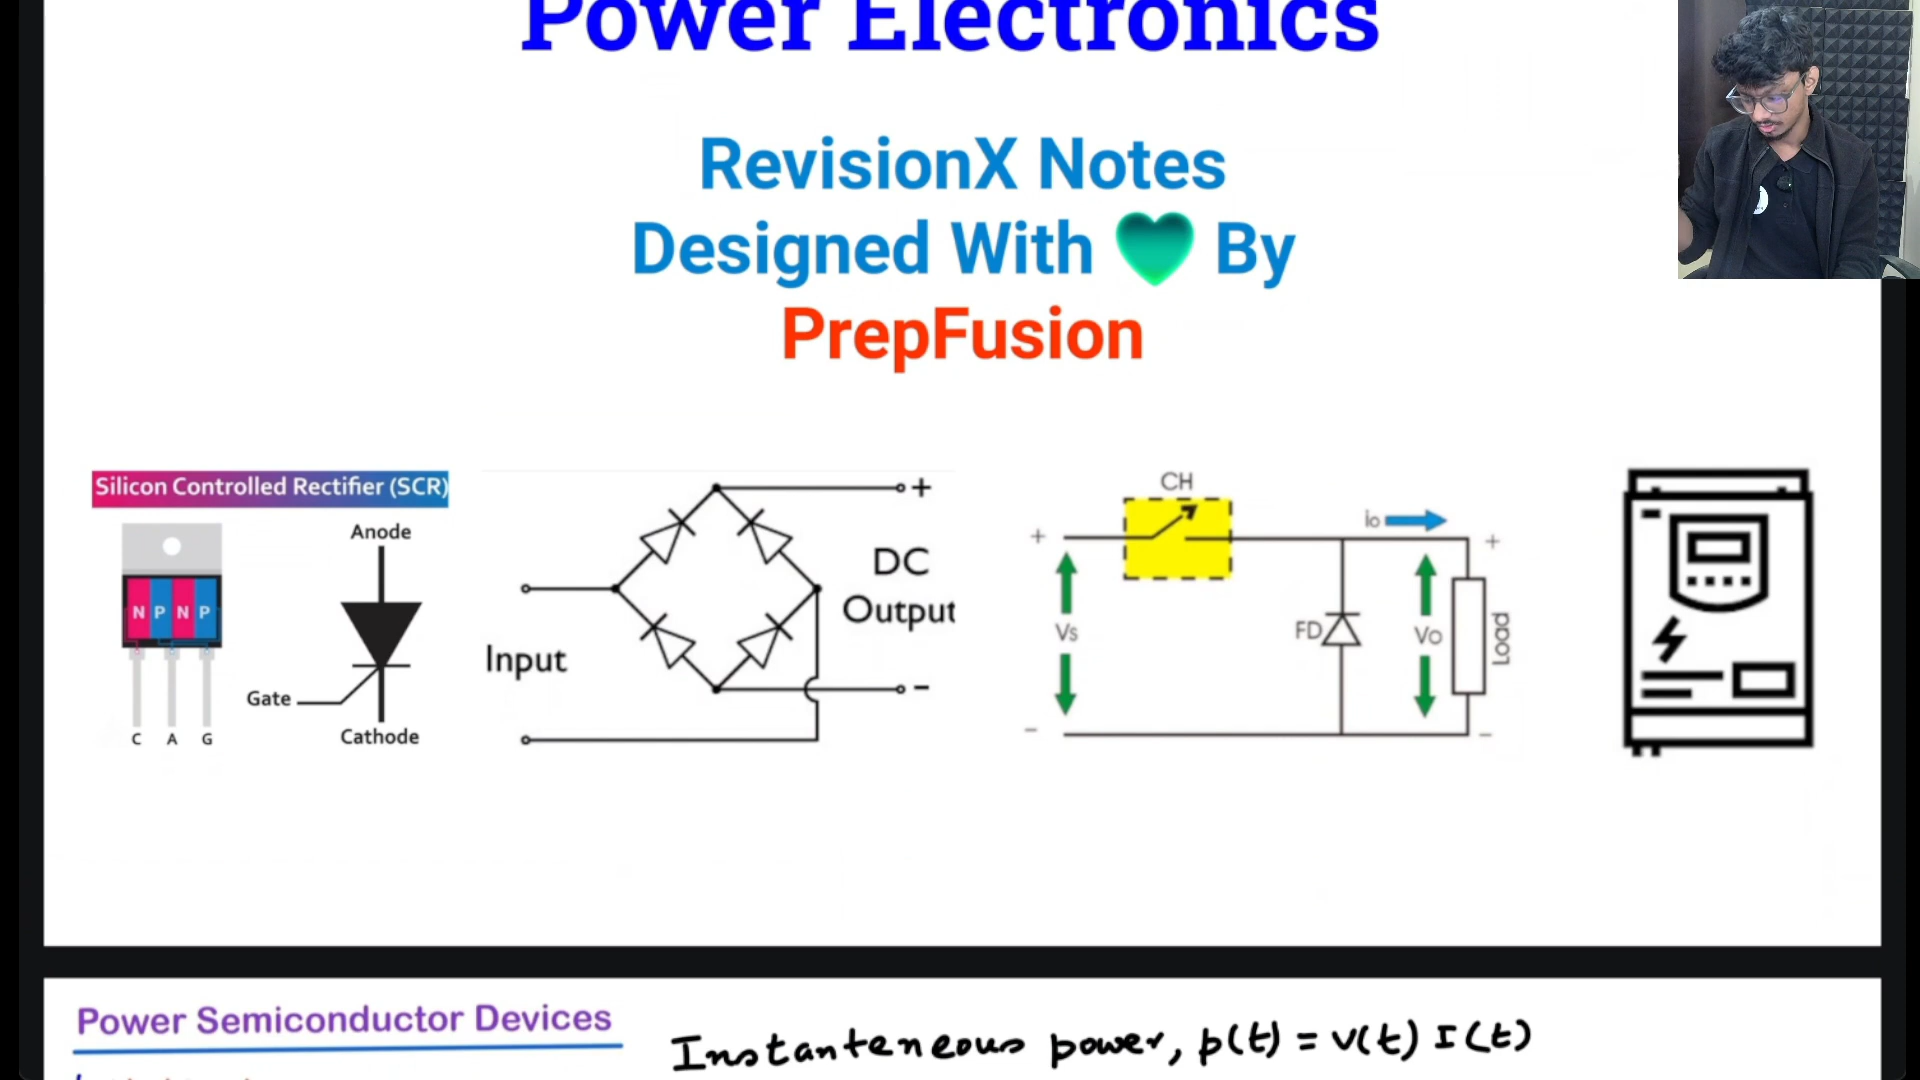 Power Electronics
RevisionX Notes
Designed With 💚 By
PrepFusion
Silicon Controlled Rectifier (SCR)
Anode
N P N P
Gate
Cathode
C A G
+
DC
Output
Input
-
CH
+
io
+
Vs
FD
Vo
Load
-
-
Power Semiconductor Devices
Instanteneous power, p(t) = v(t) I(t)